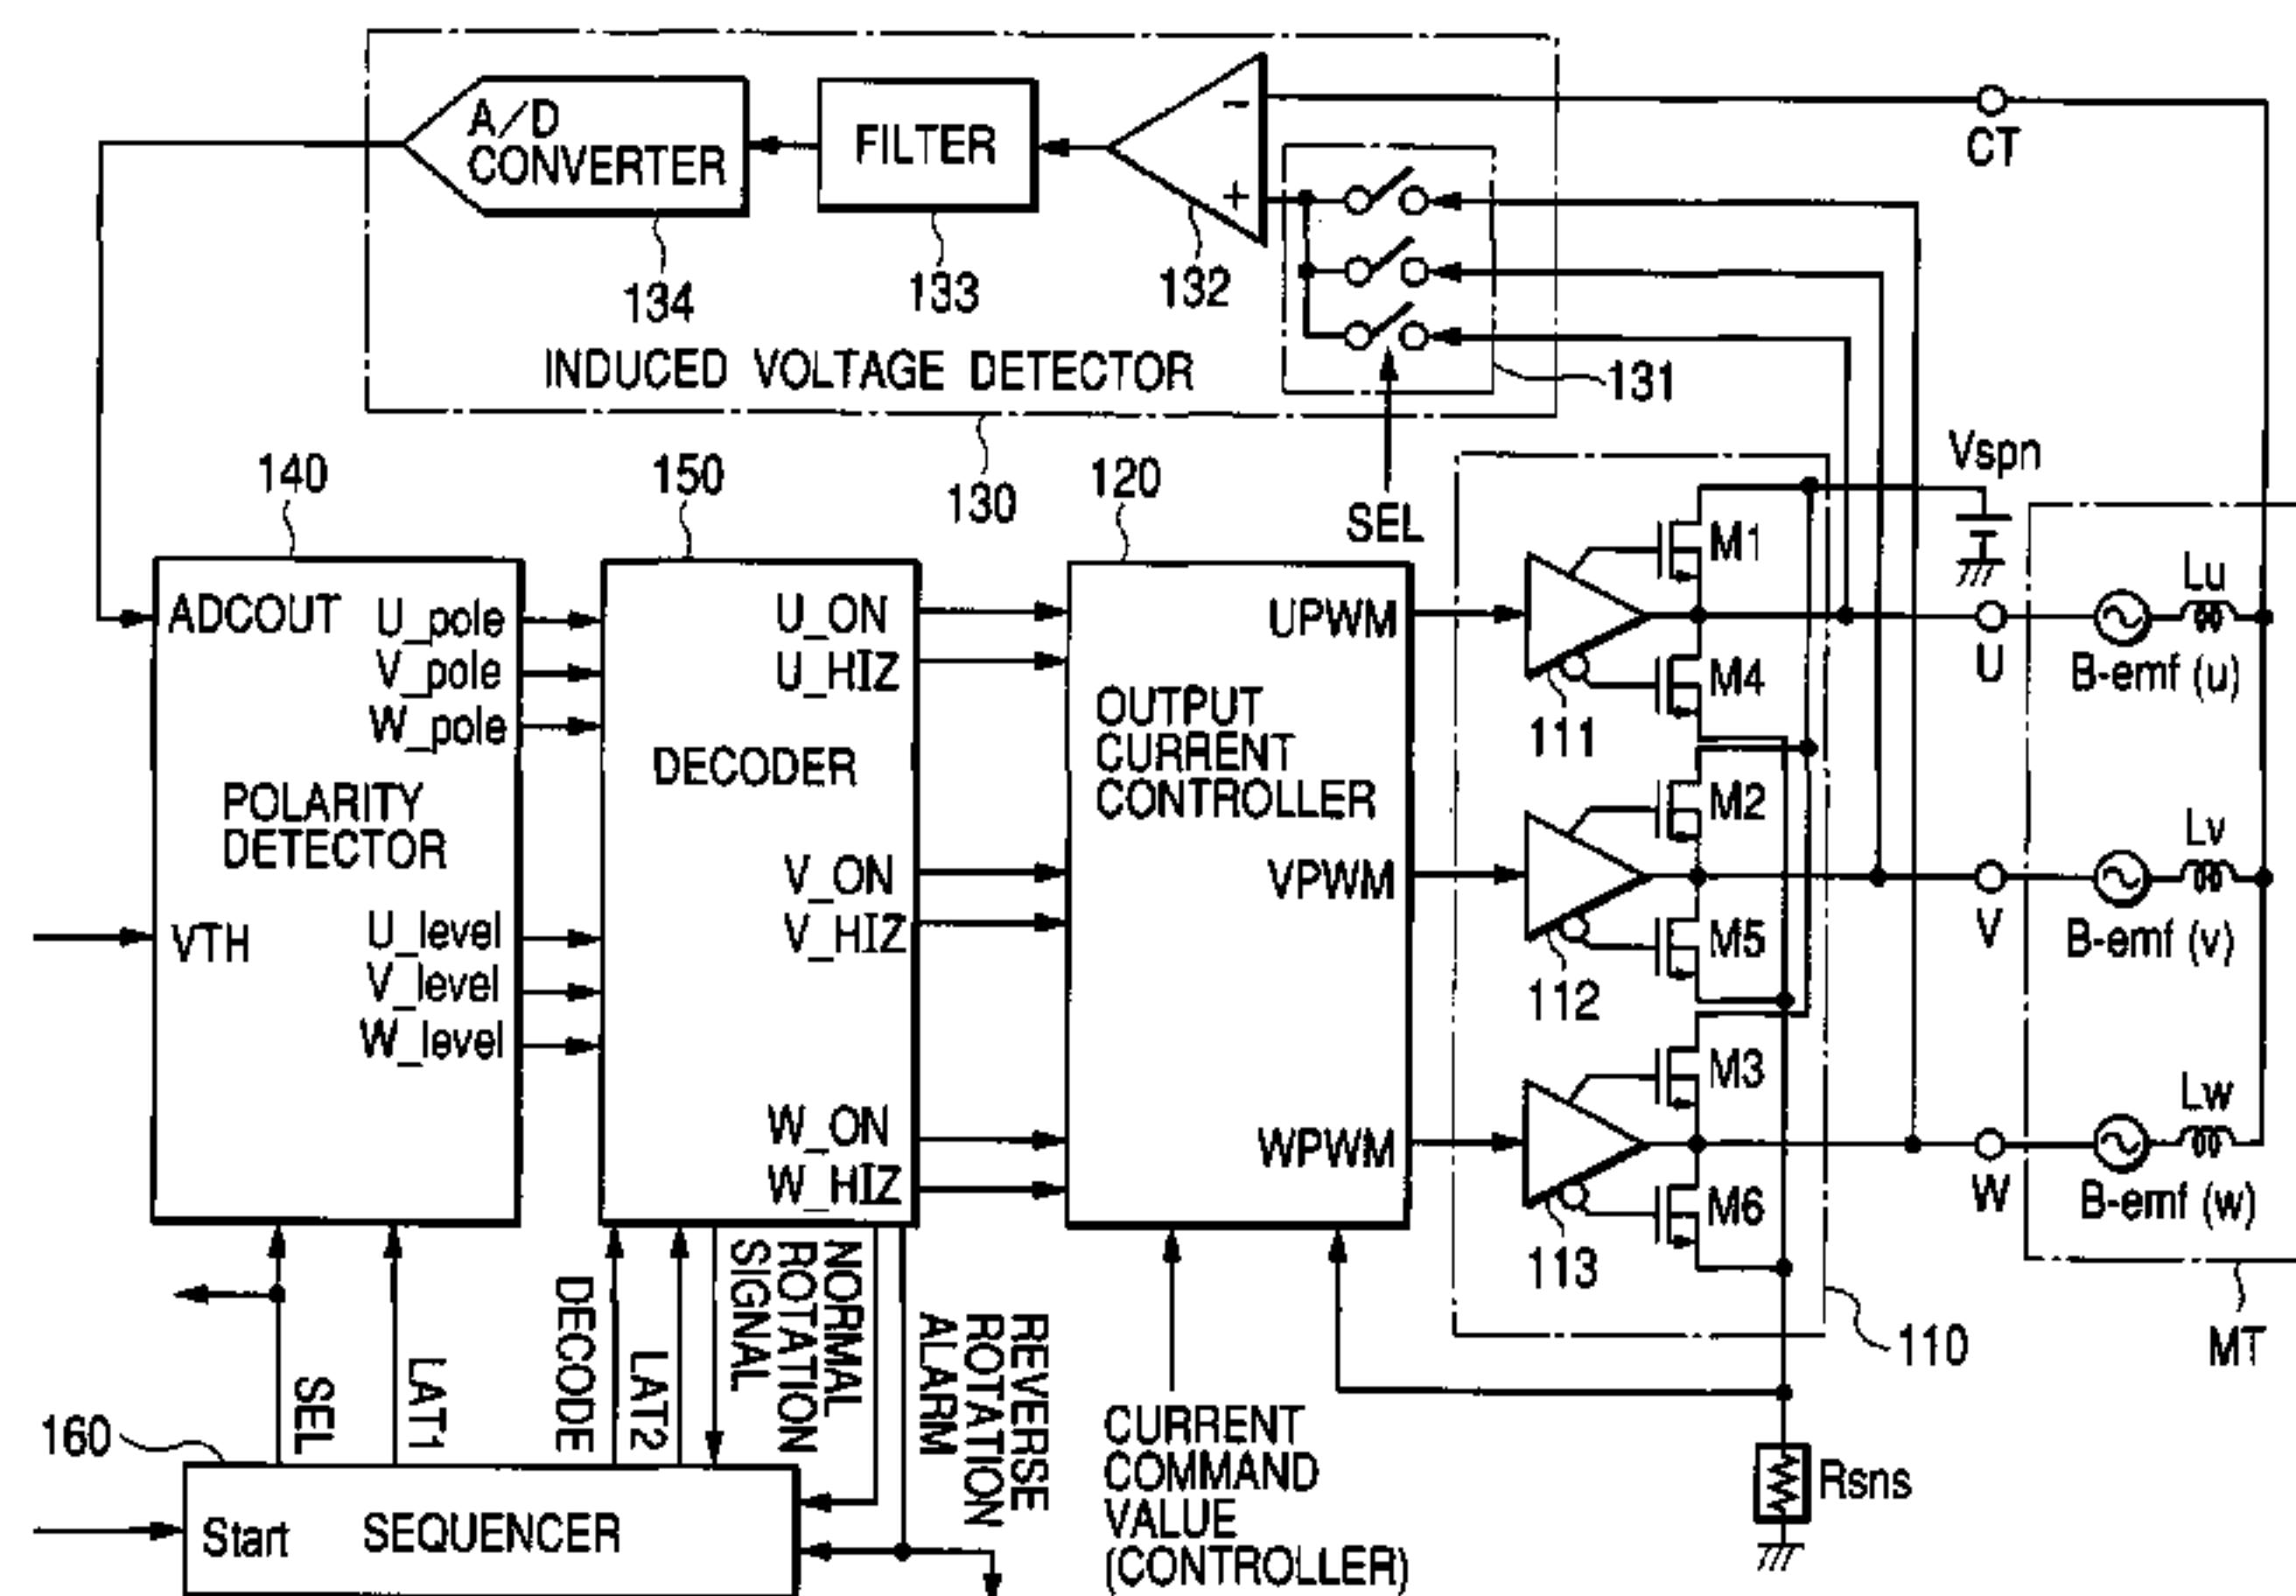 A/D
CONVERTER
FILTER
-
+
CT
134
133
132
131
INDUCED VOLTAGE DETECTOR
130
SEL
Vspn
140
150
120
ADCOUT
U_pole
V_pole
W_pole
POLARITY
DETECTOR
VTH
U_level
V_level
W_level
U_ON
U_HIZ
DECODER
V_ON
V_HIZ
W_ON
W_HIZ
UPWM
OUTPUT
CURRENT
CONTROLLER
VPWM
WPWM
M1
M4
111
M2
M5
112
M3
M6
113
110
U
Lu
B-emf (u)
V
Lv
B-emf (v)
W
Lw
B-emf (w)
MT
SEL
LAT1
DECODE
LAT2
NORMAL
ROTATION
SIGNAL
REVERSE
ROTATION
ALARM
160
Start
SEQUENCER
CURRENT
COMMAND
VALUE
(CONTROLLER)
Rsns